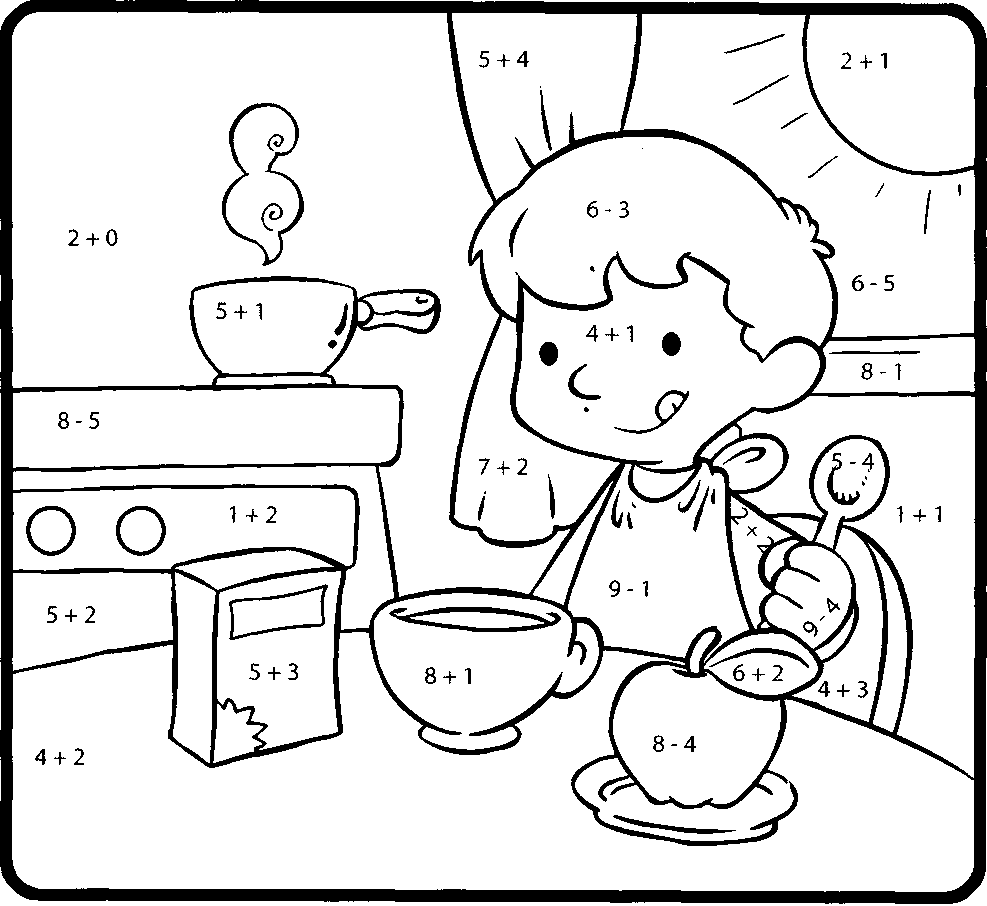 5 + 4
2 + 1
6 - 3
2 + 0
6 - 5
5 + 1
4 + 1
8 - 1
8 - 5
7 + 2
5 - 4
1 + 2
1 + 1
2 × 2
9 - 1
5 + 2
9 - 4
5 + 3
8 + 1
6 + 2
4 + 3
8 - 4
4 + 2